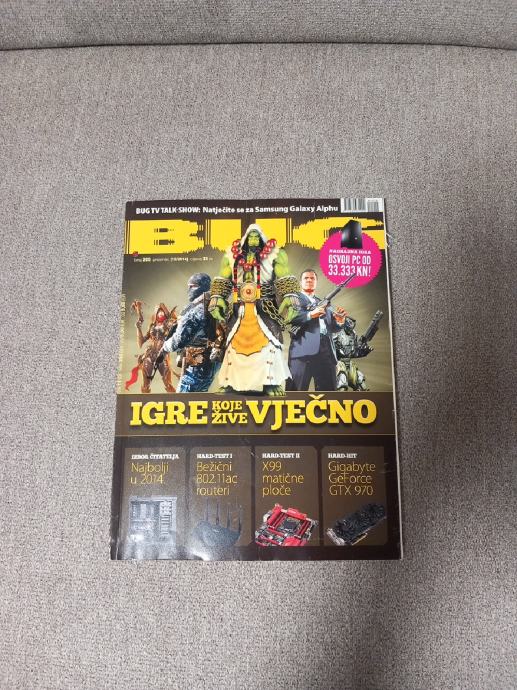 BUG TV TALK-SHOW: Natječite se za Samsung Galaxy Alphu
BUG
NAGRADNA IGRA
OSVOJI PC OD
33.333 KN!
IGRE KOJE ŽIVE VJEČNO
IZBOR ČITATELJA
Najbolji
u 2014.
HARD-TEST I
Bežični
802.11ac
routeri
HARD-TEST II
X99
matične
ploče
HARD-HIT
Gigabyte
GeForce
GTX 970